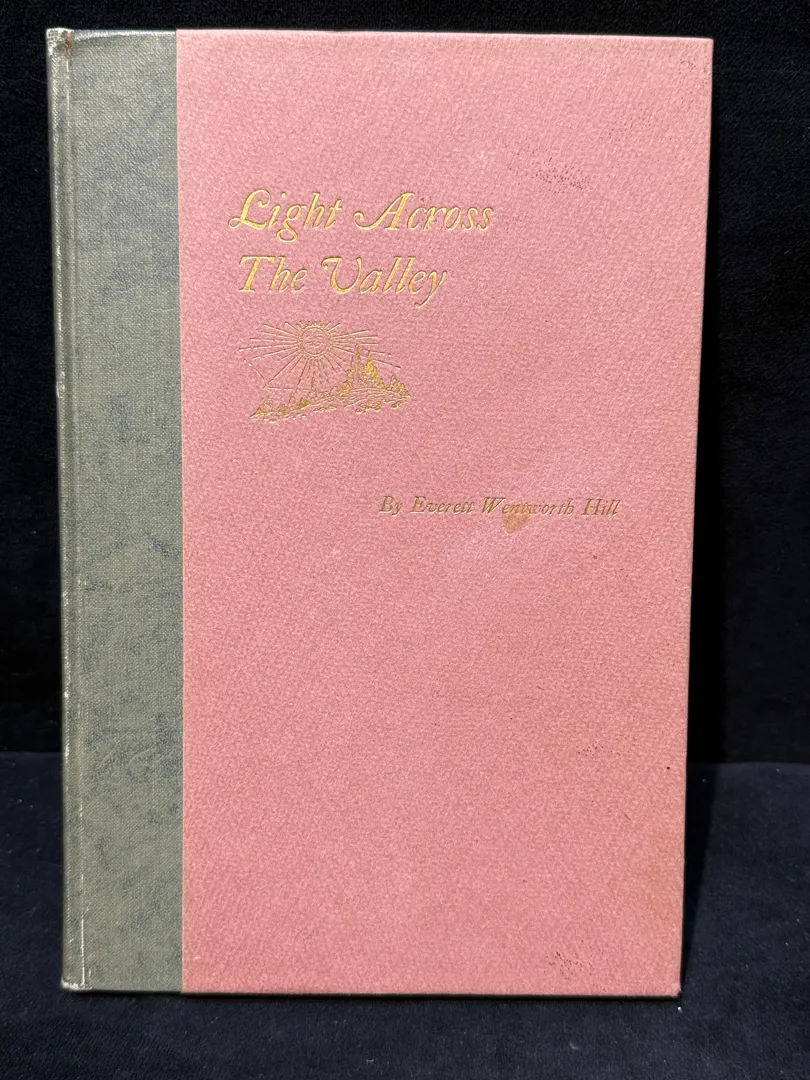 Light Across
The Valley
By Everett Wentworth Hill